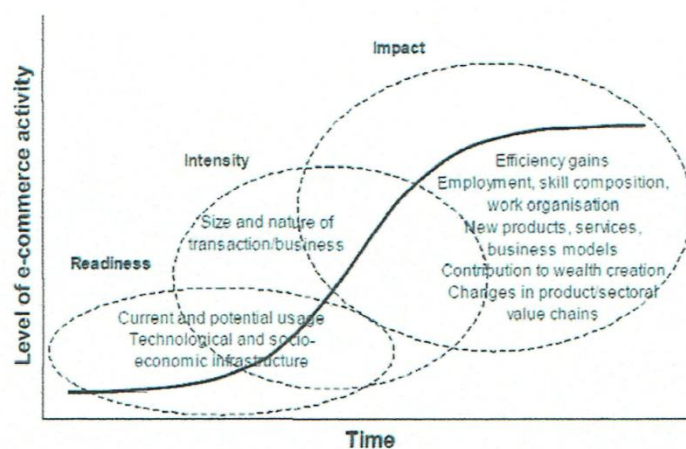 Impact
Efficiency gains
Employment, skill composition,
work organisation
New products, services,
business models
Contribution to wealth creation
Changes in product/sectoral
value chains
Intensity
Size and nature of
transaction/business
Readiness
Current and potential usage
Technological and socio-
economic infrastructure
Level of e-commerce activity
Time